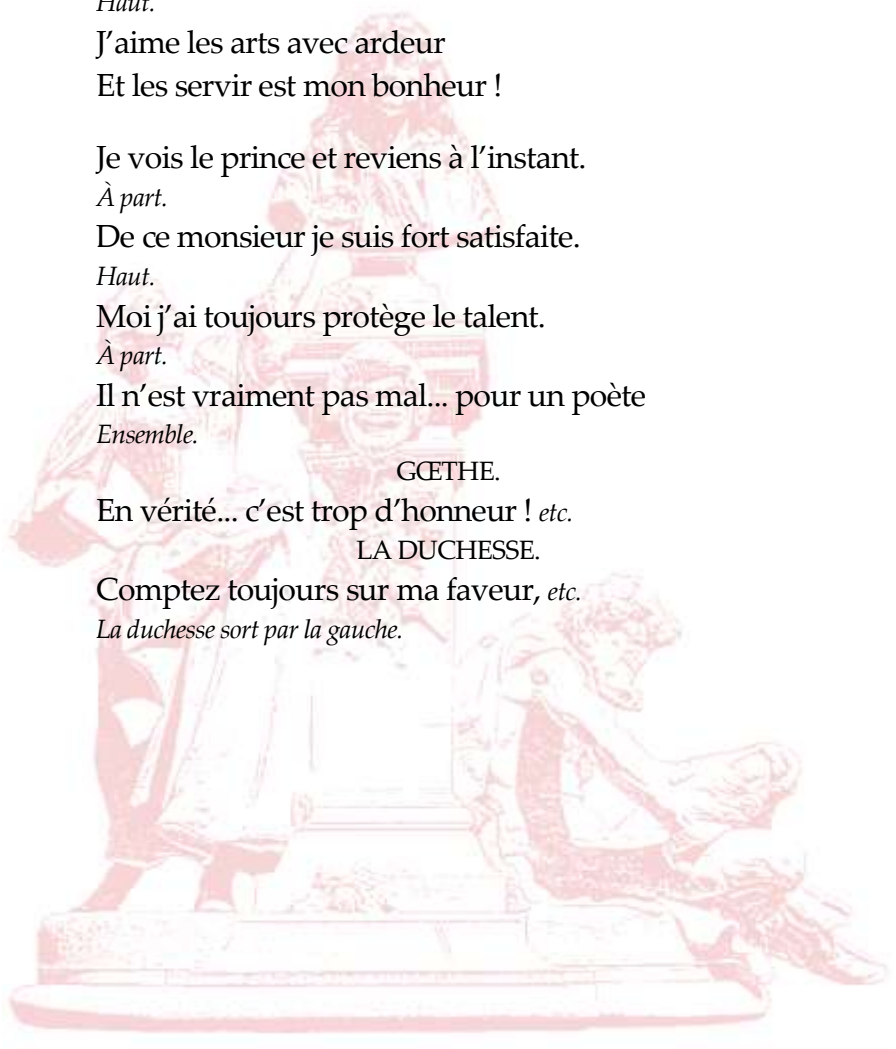 Haut.
J’aime les arts avec ardeur
Et les servir est mon bonheur !
Je vois le prince et reviens à l’instant.
À part.
De ce monsieur je suis fort satisfaite.
Haut.
Moi j’ai toujours protège le talent.
À part.
Il n’est vraiment pas mal... pour un poète
Ensemble.
GŒTHE.
En vérité... c’est trop d’honneur ! etc.
LA DUCHESSE.
Comptez toujours sur ma faveur, etc.
La duchesse sort par la gauche.